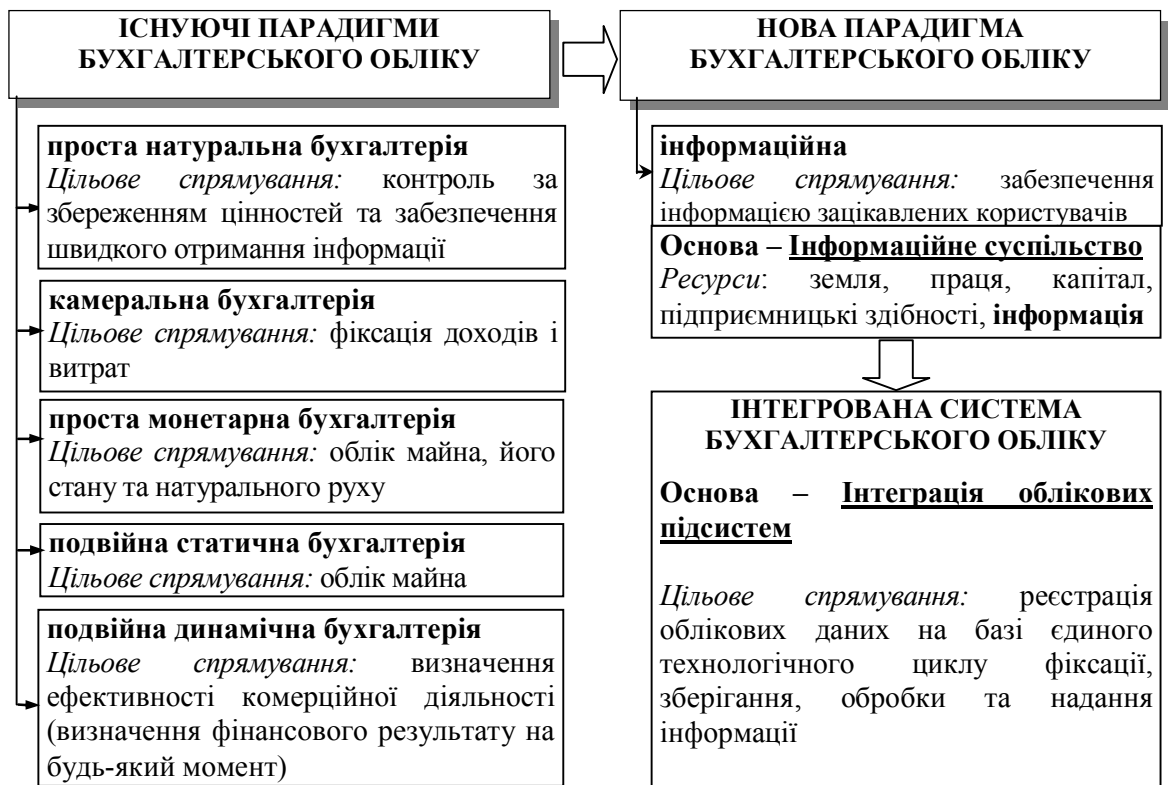 ІСНУЮЧІ ПАРАДИГМИ
БУХГАЛТЕРСЬКОГО ОБЛІКУ
проста натуральна бухгалтерія
Цільове спрямування: контроль за
збереженням цінностей та забезпечення
швидкого отримання інформації
камеральна бухгалтерія
Цільове спрямування: фіксація доходів і
витрат
проста монетарна бухгалтерія
Цільове спрямування: облік майна, його
стану та натурального руху
подвійна статична бухгалтерія
Цільове спрямування: облік майна
подвійна динамічна бухгалтерія
Цільове спрямування: визначення
ефективності комерційної діяльності
(визначення фінансового результату на
будь-який момент)
НОВА ПАРАДИГМА
БУХГАЛТЕРСЬКОГО ОБЛІКУ
інформаційна
Цільове спрямування: забезпечення
інформацією зацікавлених користувачів
Основа – Інформаційне суспільство
Ресурси: земля, праця, капітал,
підприємницькі здібності, інформація
ІНТЕГРОВАНА СИСТЕМА
БУХГАЛТЕРСЬКОГО ОБЛІКУ
Основа – Інтеграція облікових
підсистем
Цільове спрямування: реєстрація
облікових даних на базі єдиного
технологічного циклу фіксації,
зберігання, обробки та надання
інформації